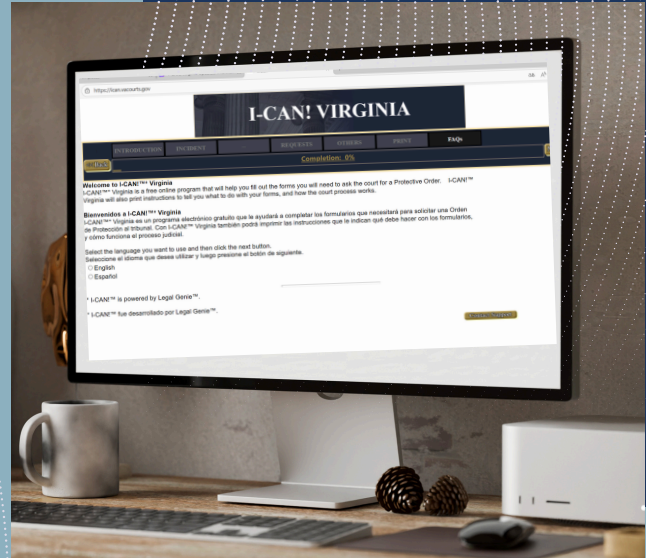 https://ican.vacourts.gov
I-CAN! VIRGINIA
INTRODUCTION INCIDENT - REQUESTS OTHERS PRINT FAQs
Completion: 0%
Welcome to I-CAN!™* Virginia
I-CAN!™* Virginia is a free online program that will help you fill out the forms you will need to ask the court for a Protective Order. I-CAN!™
Virginia will also print instructions to tell you what to do with your forms, and how the court process works.
Bienvenidos a I-CAN!™* Virginia
I-CAN!™* Virginia es un programa electrónico gratuito que le ayudará a completar los formularios que necesitará para solicitar una Orden
de Protección al tribunal. Con I-CAN!™ Virginia también podrá imprimir las instrucciones que le indican qué debe hacer con los formularios,
y cómo funciona el proceso judicial.
Select the language you want to use and then click the next button.
Seleccione el idioma que desea utilizar y luego presione el botón de siguiente.
English
Español
* I-CAN!™ is powered by Legal Genie™.
* I-CAN!™ fue desarrollado por Legal Genie™.